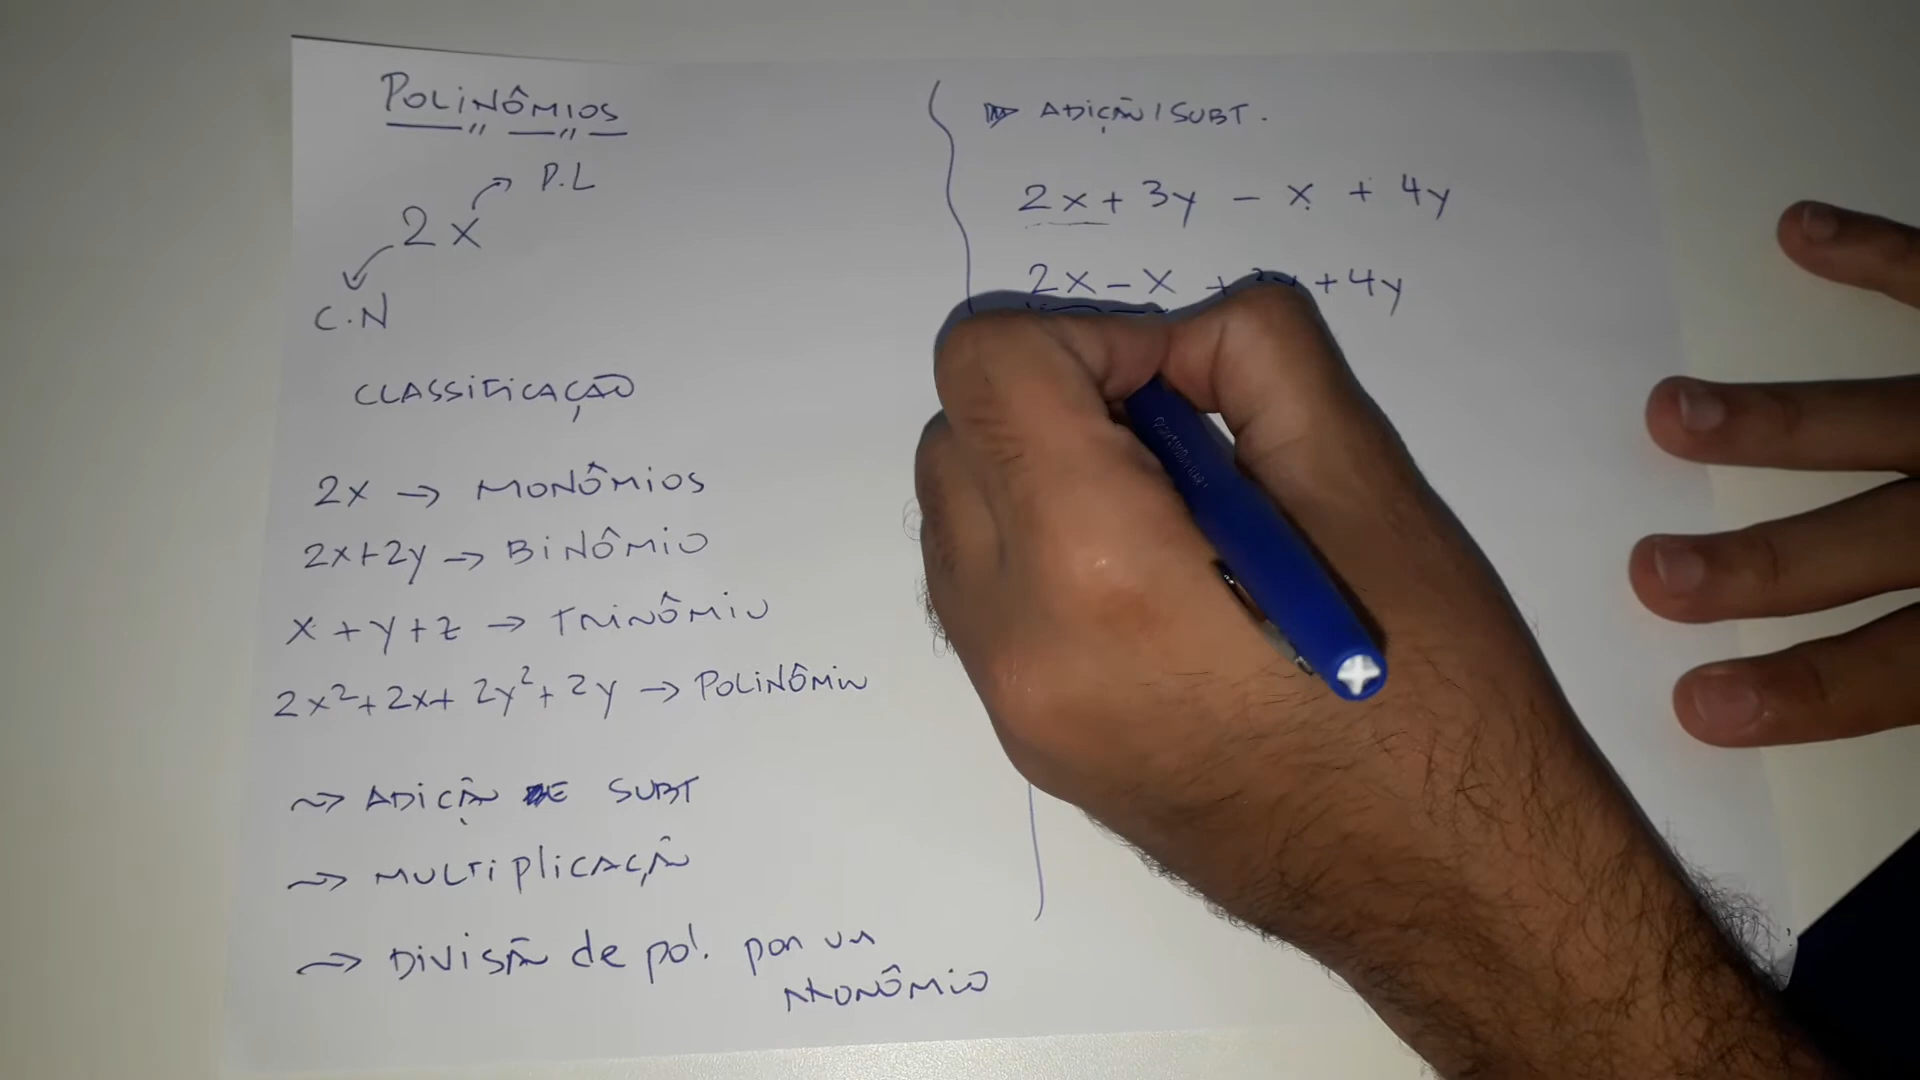 POLINÔMIOS
P.L
2x
C.N
CLASSIFICAÇÃO
2x → MONÔMIOS
2x+2y → BINÔMIO
x+y+z → TRINÔMIO
2x²+2x+2y²+2y → POLINÔMIO
~> ADIÇÃO E SUBT
~> MULTIPLICAÇÃO
~> DIVISÃO de pol. por um
MONÔMIO
ADIÇÃO/SUBT.
2x+3y - x + 4y
2x-x + +4y